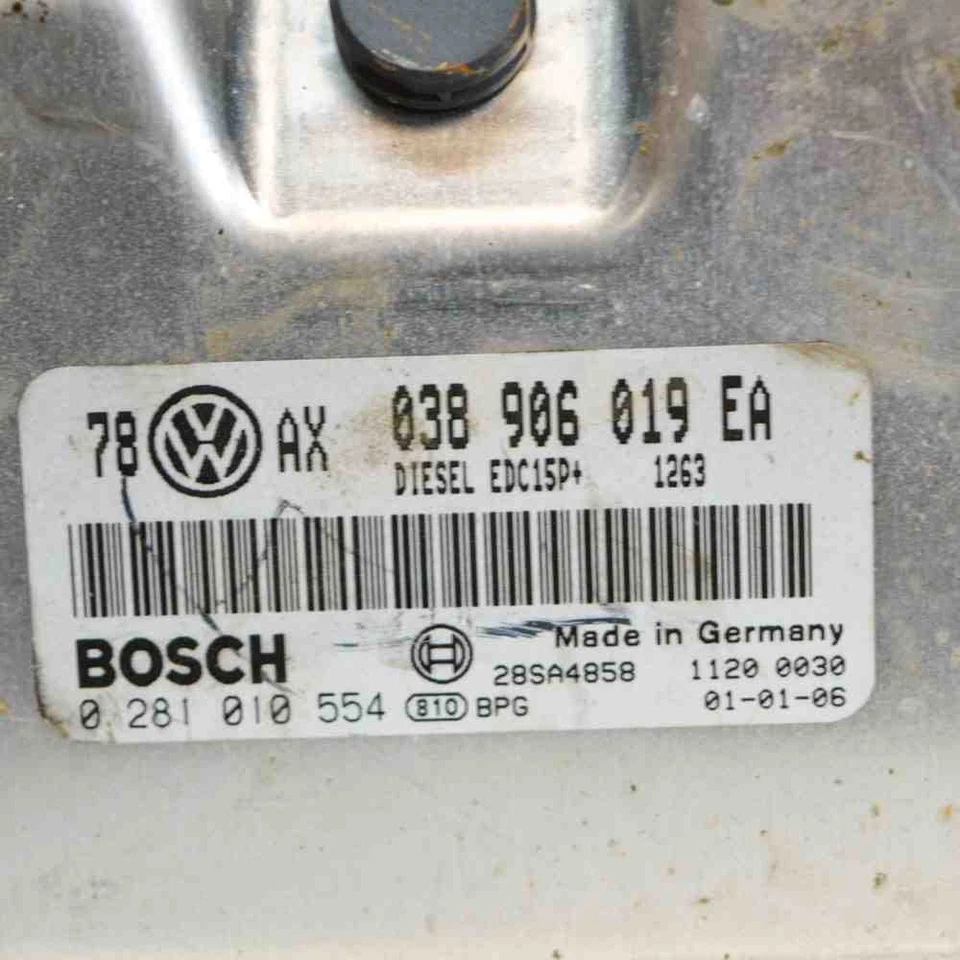 78 AX 038 906 019 EA
DIESEL EDC15P+ 1263
BOSCH Made in Germany
28SA4858 1120 0030
0 281 010 554 810 BPG 01-01-06